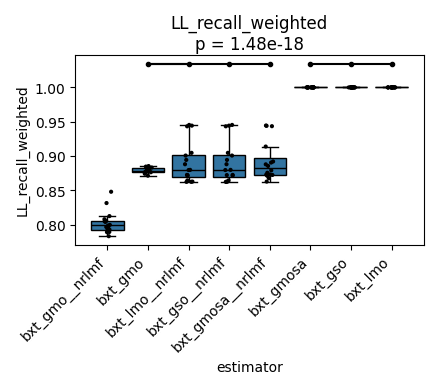 LL_recall_weighted
p = 1.48e-18
LL_recall_weighted
1.00
0.95
0.90
0.85
0.80
bxt_gmo__nrlmf
bxt_gmo
bxt_lmo__nrlmf
bxt_gso__nrlmf
bxt_gmosa__nrlmf
bxt_gmosa
bxt_gso
bxt_lmo
estimator